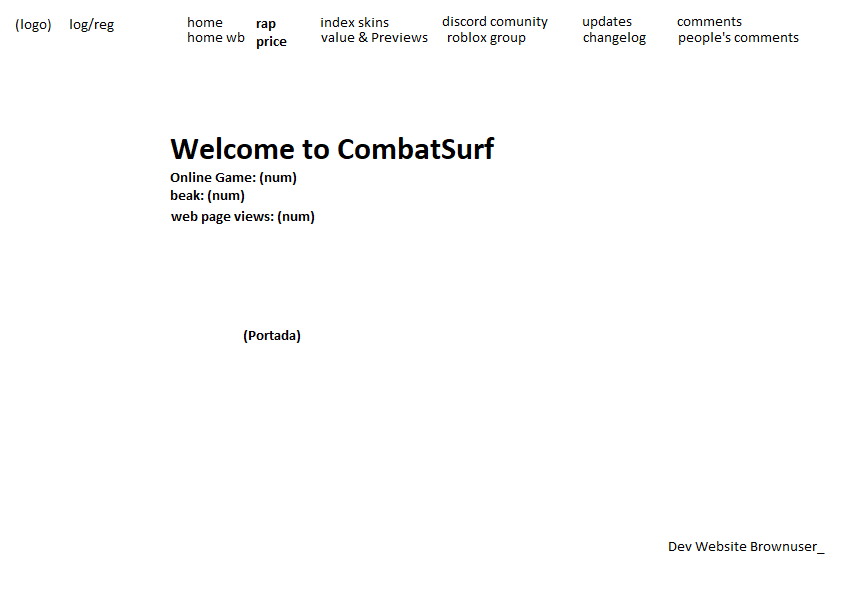 (logo) log/reg home rap index skins discord comunity updates comments
home wb price value & Previews roblox group changelog people's comments
Welcome to CombatSurf
Online Game: (num)
beak: (num)
web page views: (num)
(Portada)
Dev Website Brownuser_